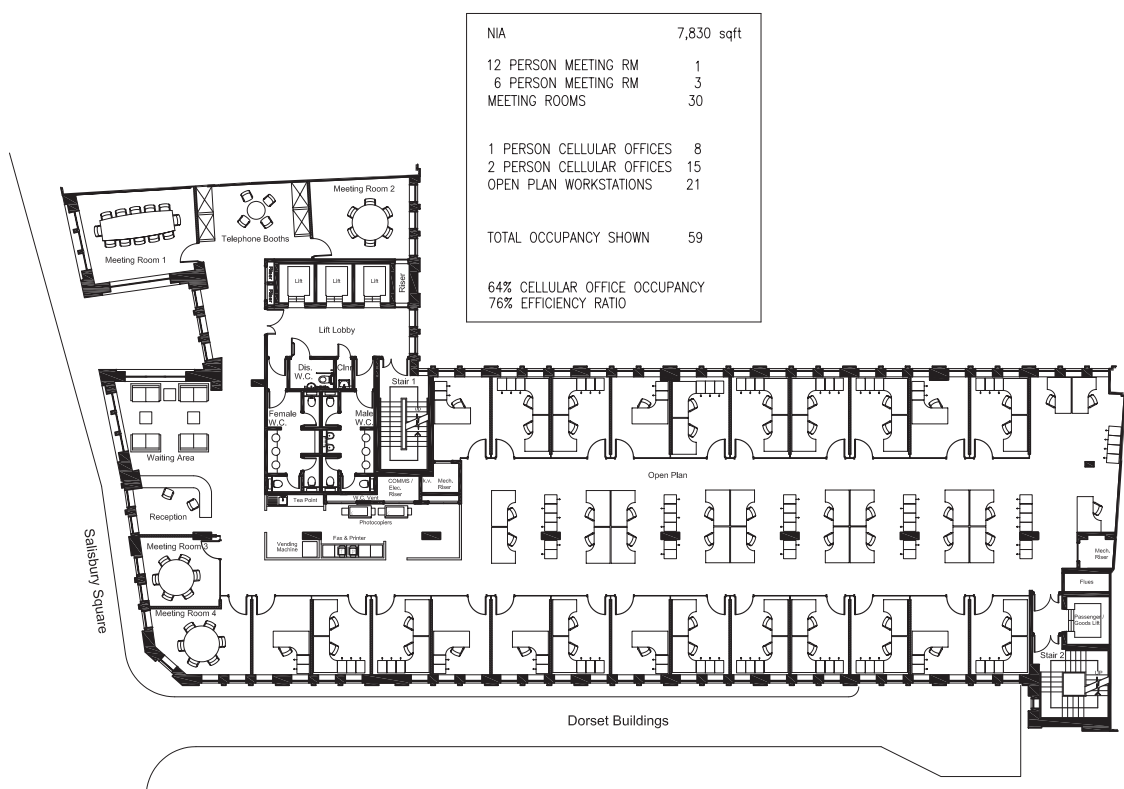 NIA 7,830 sqft
12 PERSON MEETING RM 1
6 PERSON MEETING RM 3
MEETING ROOMS 30
1 PERSON CELLULAR OFFICES 8
2 PERSON CELLULAR OFFICES 15
OPEN PLAN WORKSTATIONS 21
TOTAL OCCUPANCY SHOWN 59
64% CELLULAR OFFICE OCCUPANCY
76% EFFICIENCY RATIO
Meeting Room 2
Telephone Booths
Meeting Room 1
Riser
Riser
Lift
Lift
Lift
Riser
Lift Lobby
Dis.
W.C.
Clnr
Stair 1
Female
W.C.
Male
W.C.
Waiting Area
Open Plan
COMMS /
Elec.
Riser
Mech.
Riser
W.C. Vent
Tea Point
Reception
Photocopiers
Fax & Printer
Vending
Machine
Meeting Room 3
Mech.
Riser
Flues
Salisbury Square
Meeting Room 4
Passenger/
Goods Lift
Stair 2
Dorset Buildings